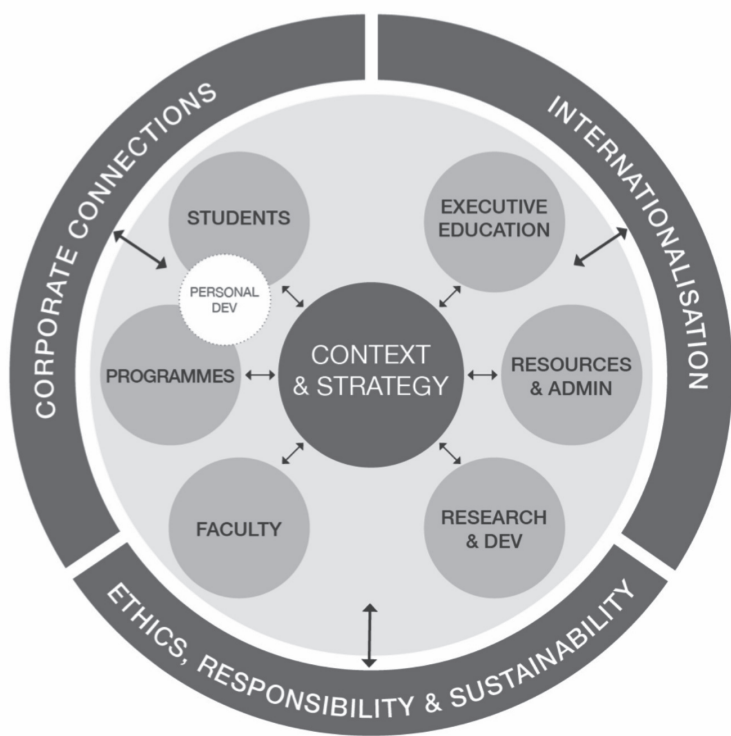 CORPORATE CONNECTIONS
INTERNATIONALISATION
STUDENTS
EXECUTIVE
EDUCATION
PERSONAL
DEV
PROGRAMMES
CONTEXT
& STRATEGY
RESOURCES
& ADMIN
FACULTY
RESEARCH
& DEV
ETHICS, RESPONSIBILITY & SUSTAINABILITY